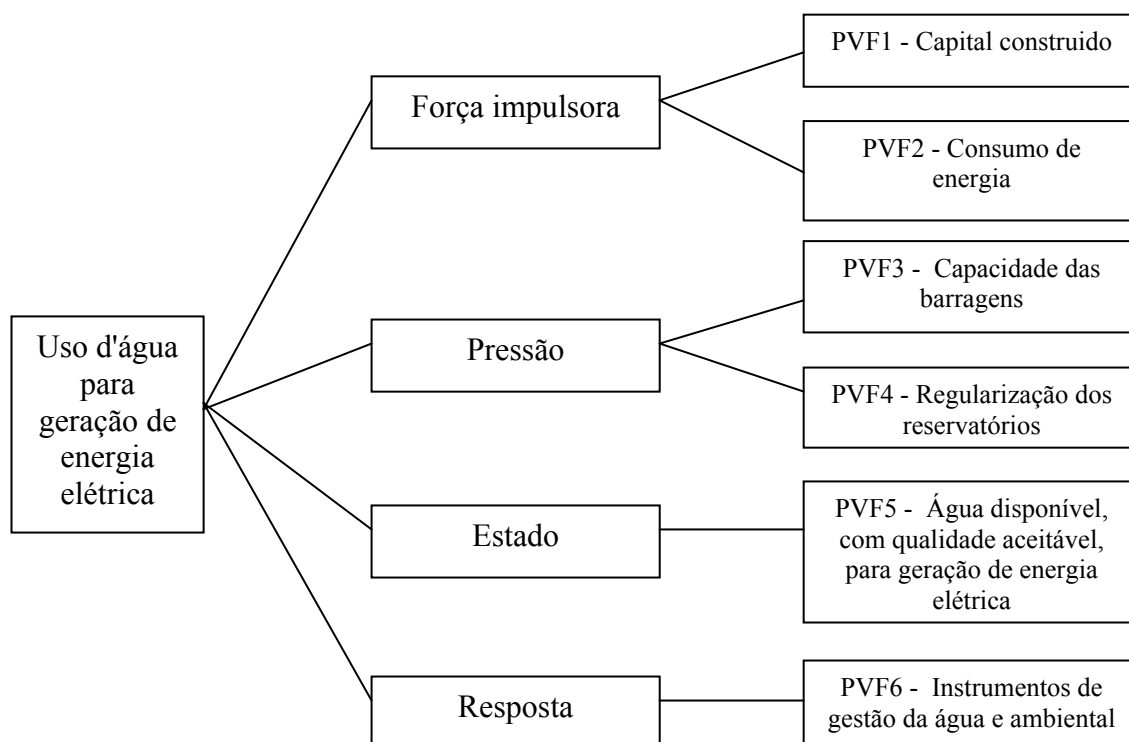 Uso d'água
para
geração de
energia
elétrica
Força impulsora
PVF1 - Capital construido
PVF2 - Consumo de
energia
Pressão
PVF3 - Capacidade das
barragens
PVF4 - Regularização dos
reservatórios
Estado
PVF5 - Água disponível,
com qualidade aceitável,
para geração de energia
elétrica
Resposta
PVF6 - Instrumentos de
gestão da água e ambiental